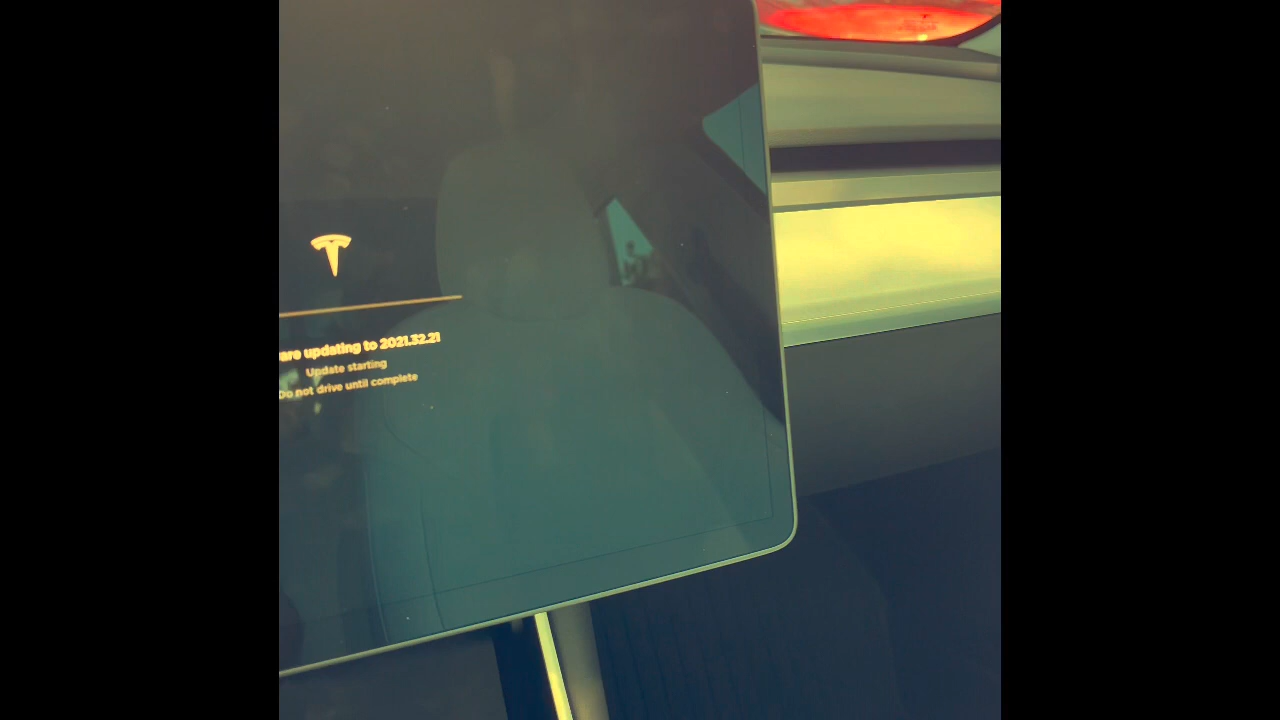 are updating to 2021.32.21
Update starting
Do not drive until complete